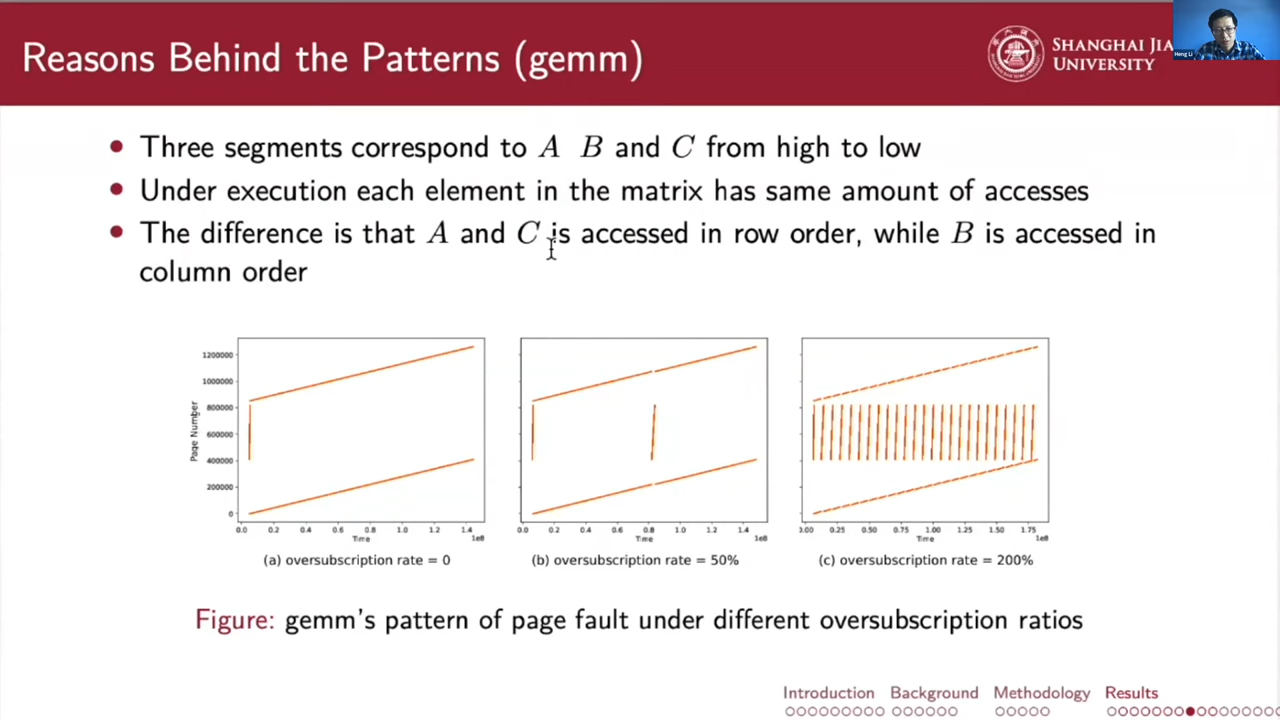 Reasons Behind the Patterns (gemm)
SHANGHAI JIA
UNIVERSITY
Heng Li
• Three segments correspond to A B and C from high to low
• Under execution each element in the matrix has same amount of accesses
• The difference is that A and C is accessed in row order, while B is accessed in
column order
Page Number
1200000
1000000
800000
600000
400000
200000
0
0.0 0.2 0.4 0.6 0.8 1.0 1.2 1.4
Time 1e8
(a) oversubscription rate = 0
0.0 0.2 0.4 0.6 0.8 1.0 1.2 1.4
Time 1e8
(b) oversubscription rate = 50%
0.00 0.25 0.50 0.75 1.00 1.25 1.50 1.75
Time 1e8
(c) oversubscription rate = 200%
Figure: gemm's pattern of page fault under different oversubscription ratios
Introduction Background Methodology Results